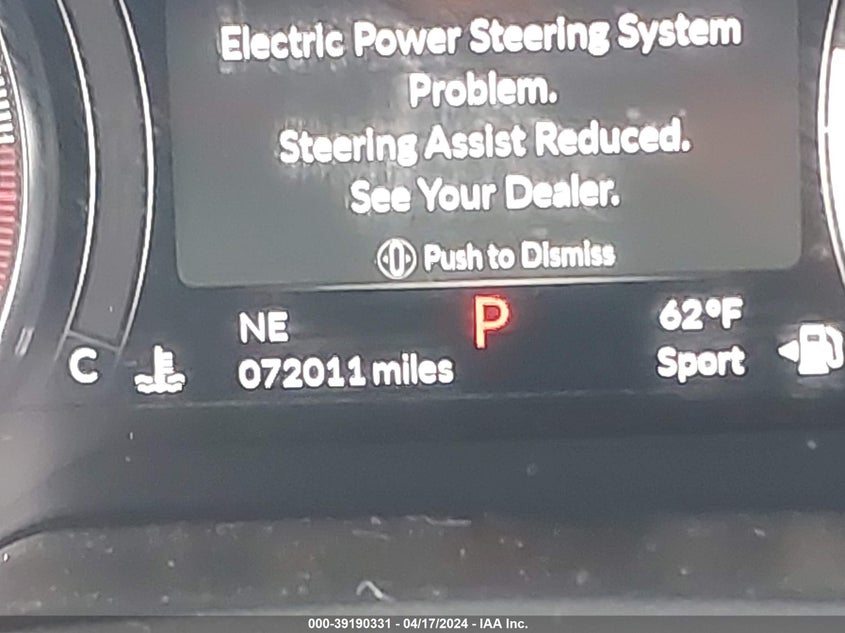 Electric Power Steering System
Problem.
Steering Assist Reduced.
See Your Dealer.
Push to Dismiss
NE P 62°F
C 072011 miles Sport
000-39190331 - 04/17/2024 - IAA Inc.